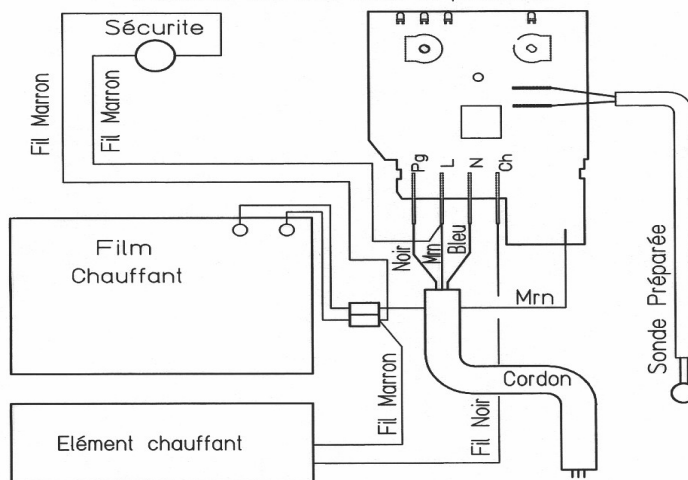 Sécurite
Fil Marron
Fil Marron
Pg
L
N
Ch
Noir
Mrn
Bleu
Film
Chauffant
Mrn
Sonde Préparée
Cordon
Fil Marron
Fil Noir
Elément chauffant